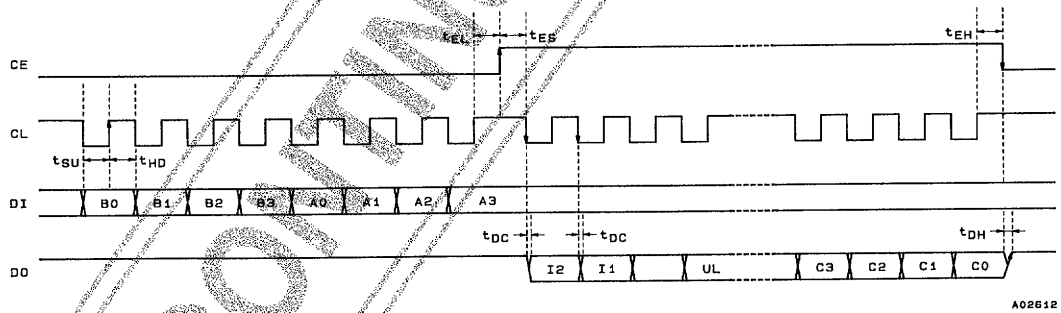 tEL tES tEH
CE
CL
tSU tHD
DI B0 B1 B2 B3 A0 A1 A2 A3
tDC tDC tDH
DO I2 I1 UL C3 C2 C1 C0
A02612